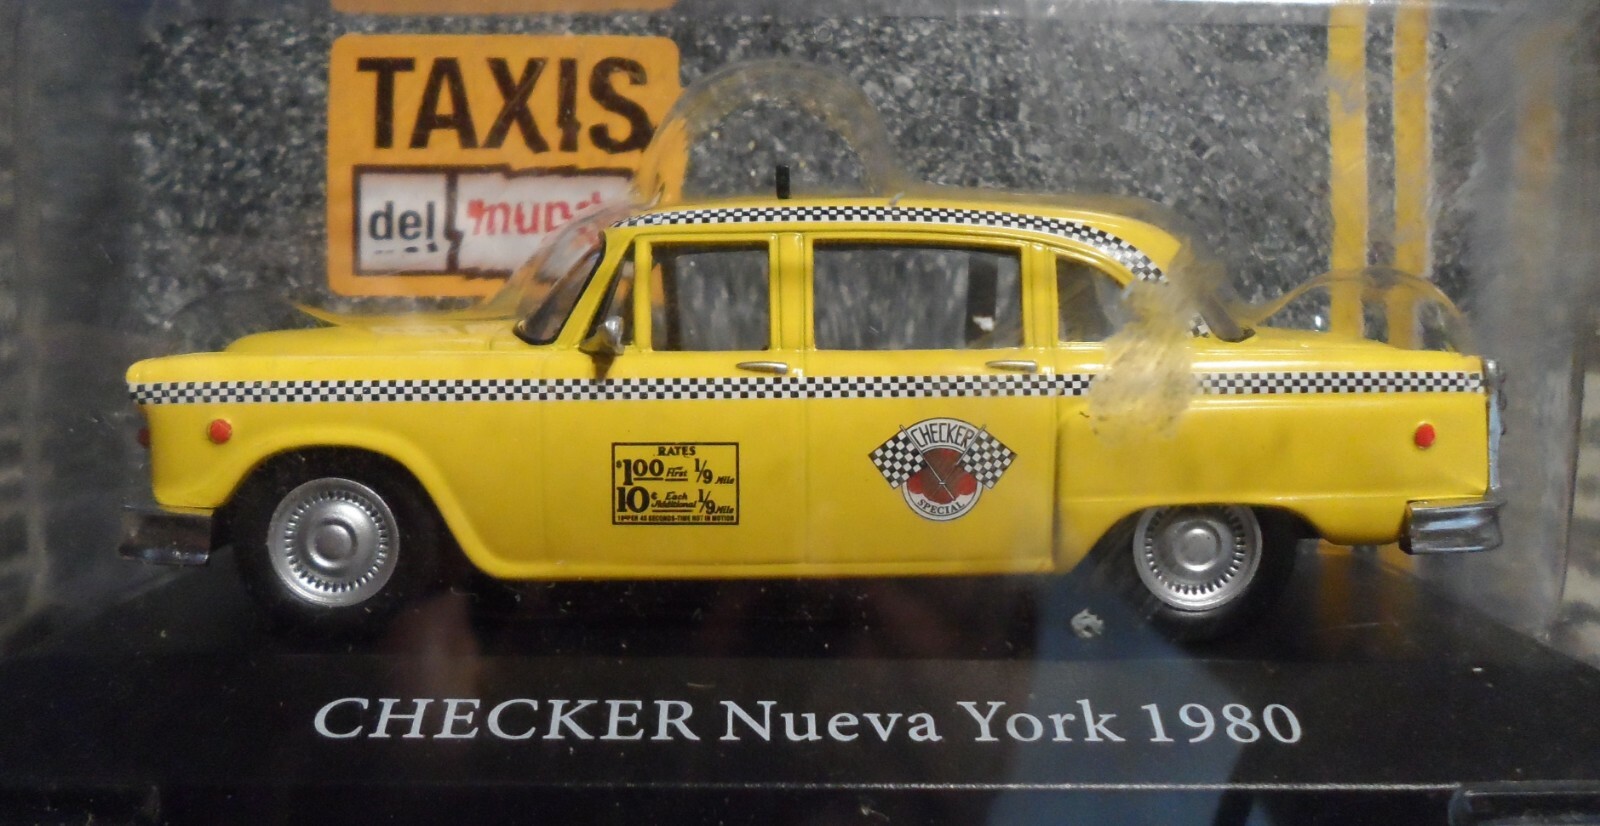 TAXIS
del mund
RATES
$1.00 First 1/9 Mile
10¢ Each Additional 1/9 Mile
CHECKER
SPECIAL
CHECKER Nueva York 1980